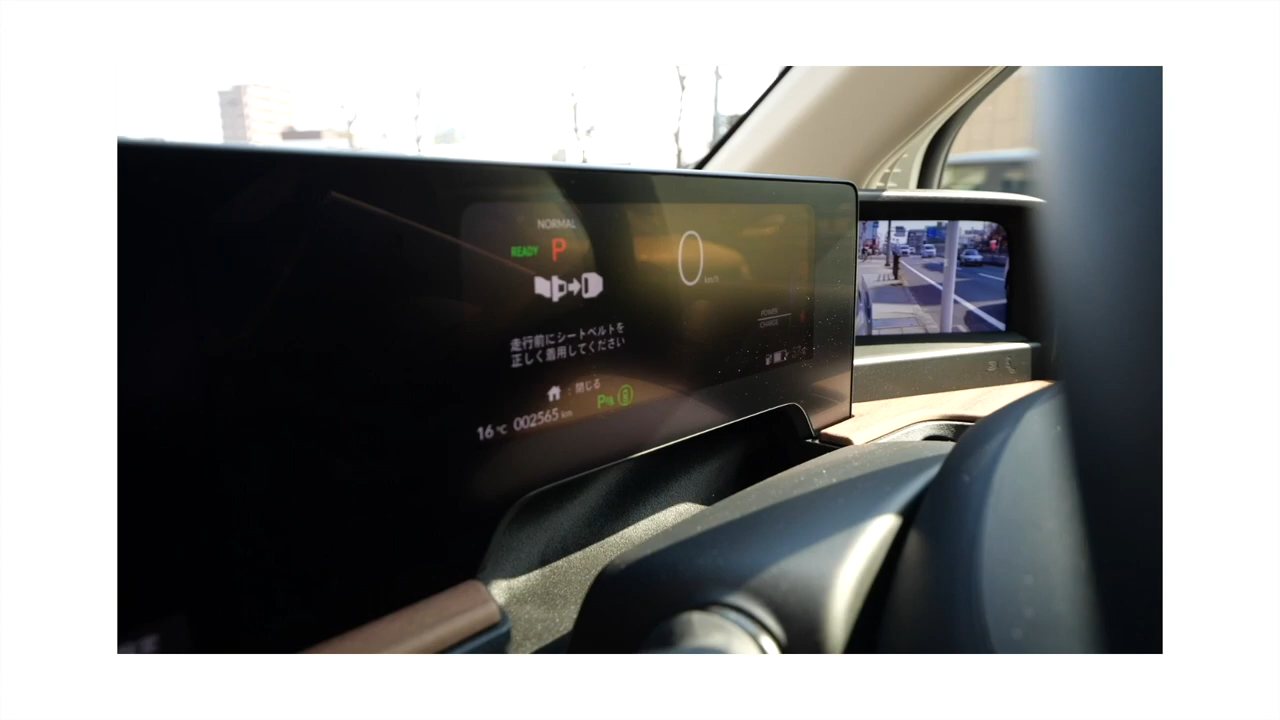 NORMAL
READY P
0 km/h
走行前にシートベルトを
正しく着用してください
POWER
CHARGE
: 閉じる
16℃ 002565 km